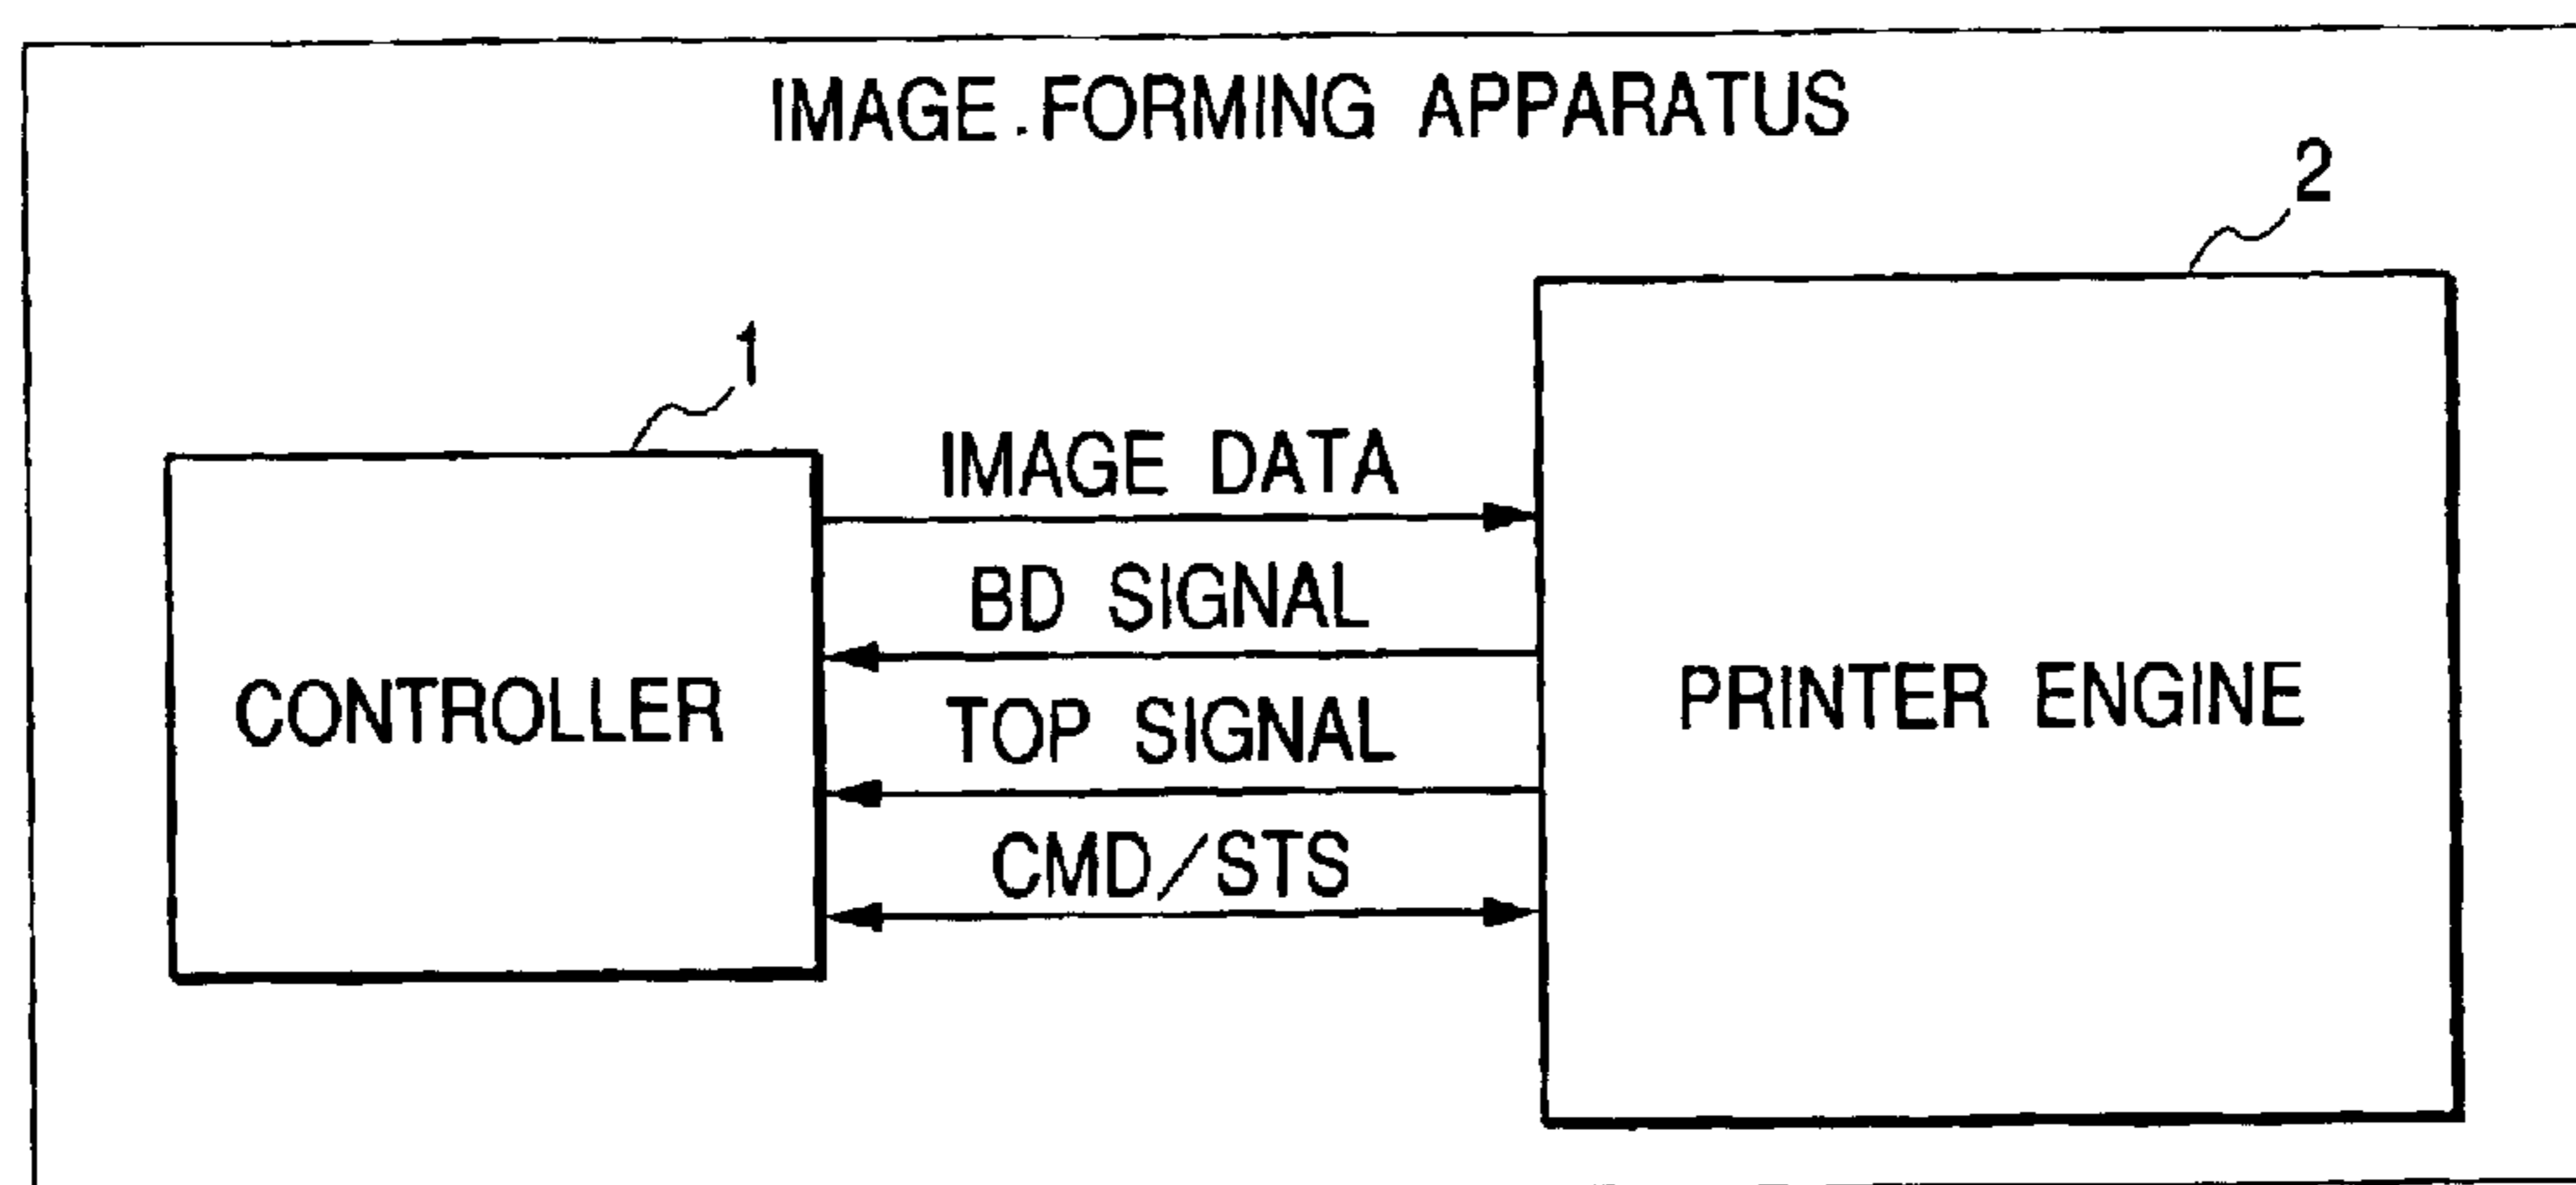 IMAGE FORMING APPARATUS
2
1
IMAGE DATA
BD SIGNAL
CONTROLLER
TOP SIGNAL
PRINTER ENGINE
CMD/STS